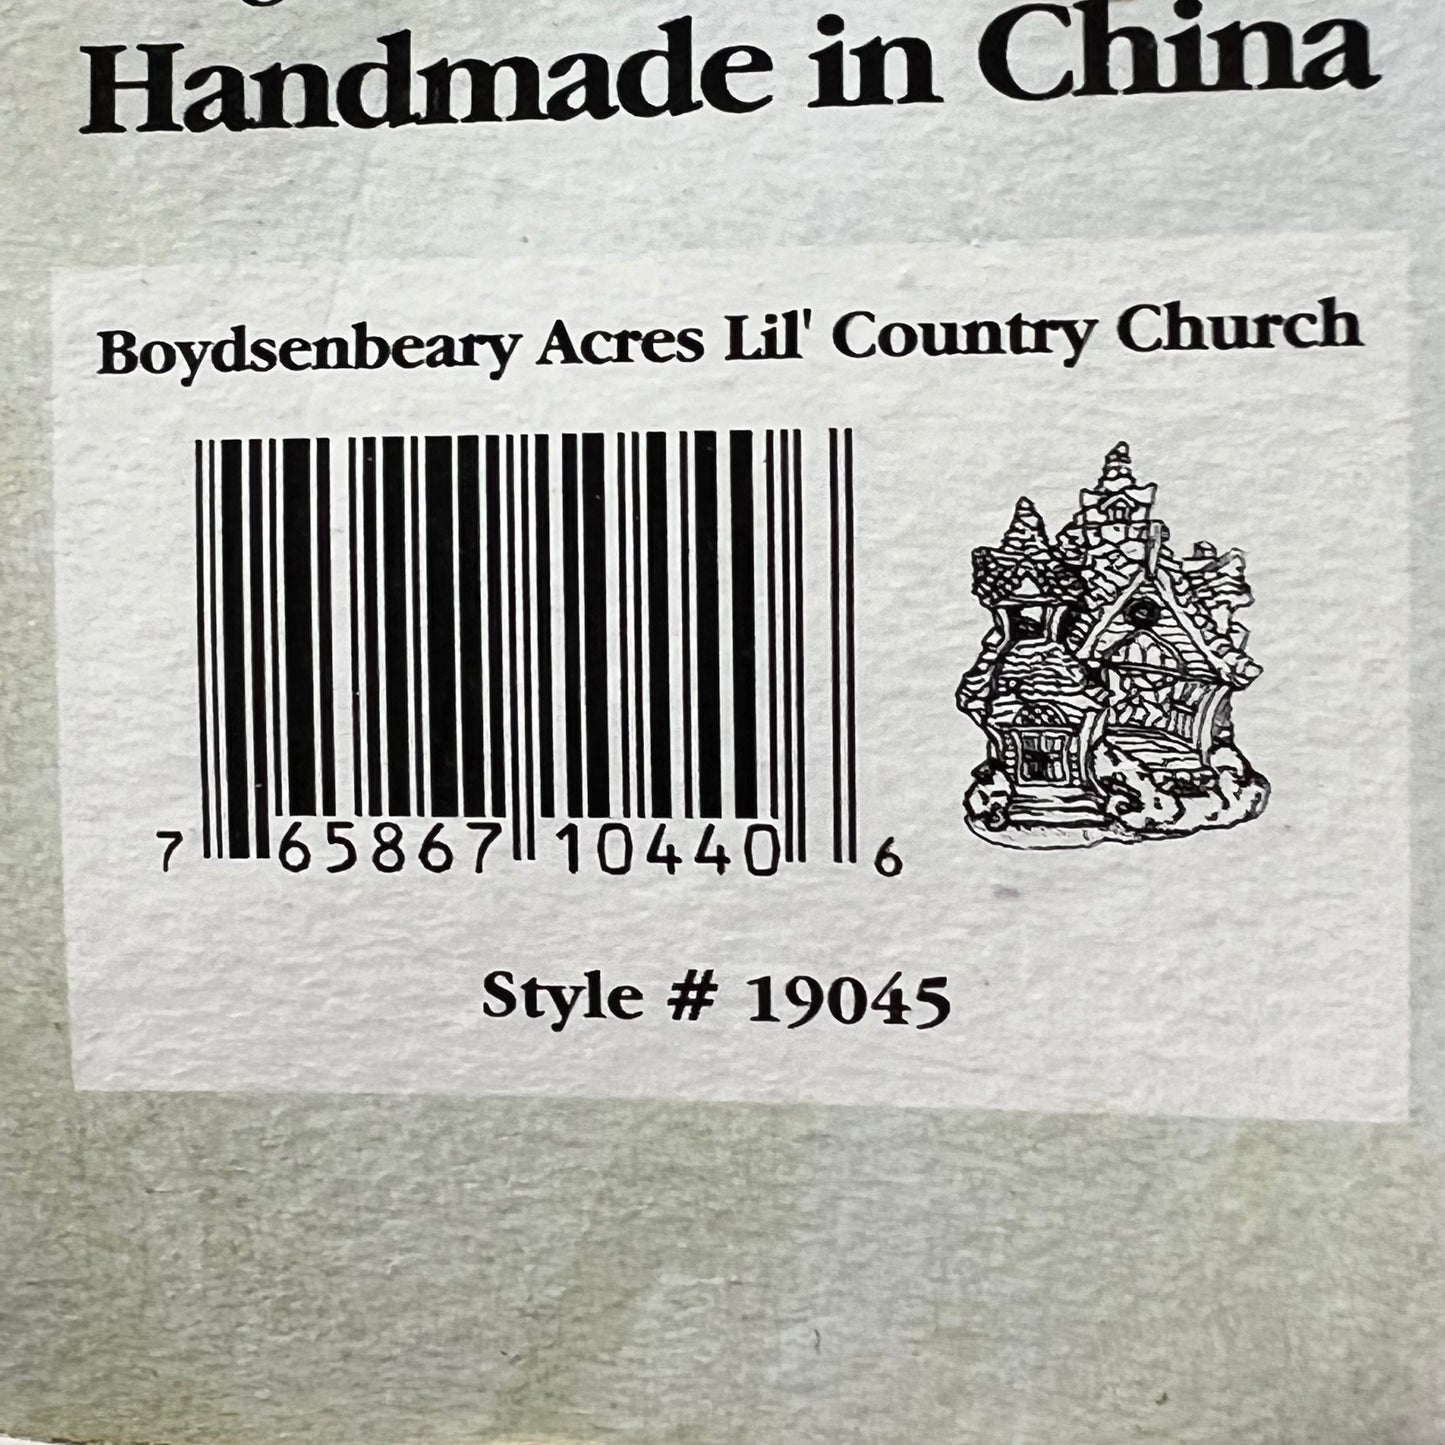 Handmade in China
Boydsenbeary Acres Lil' Country Church
7 65867 10440 6
Style # 19045